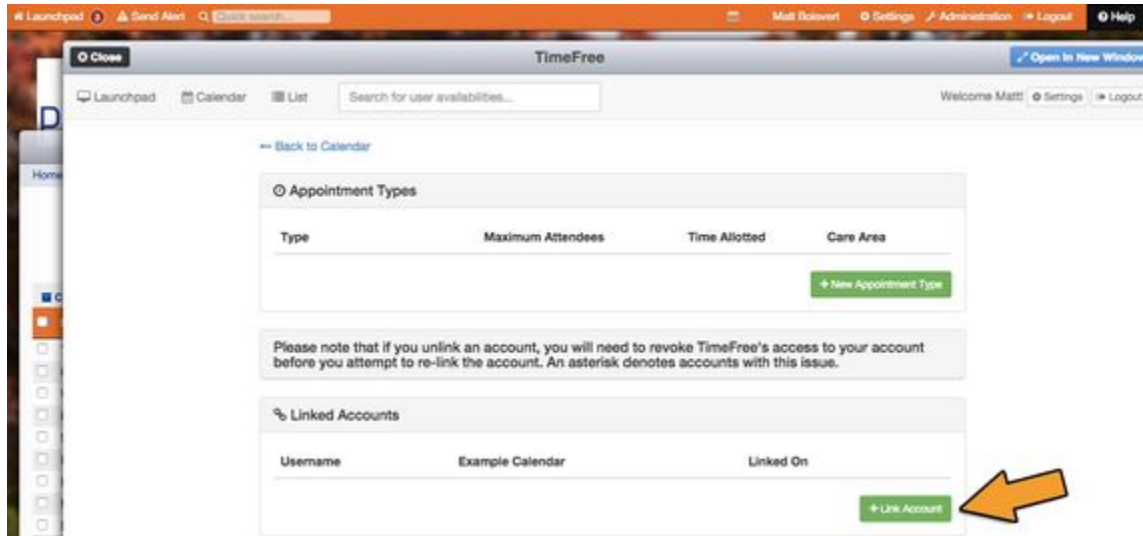 Launchpad 3 Send Alert Quick search... Matt Boisvert Settings Administration Logout Help
Close TimeFree Open In New Window
Launchpad Calendar List Search for user availabilities... Welcome Matt! Settings Logout
← Back to Calendar
Home
Appointment Types
Type Maximum Attendees Time Allotted Care Area
+ New Appointment Type
Please note that if you unlink an account, you will need to revoke TimeFree's access to your account
before you attempt to re-link the account. An asterisk denotes accounts with this issue.
Linked Accounts
Username Example Calendar Linked On
+ Link Account